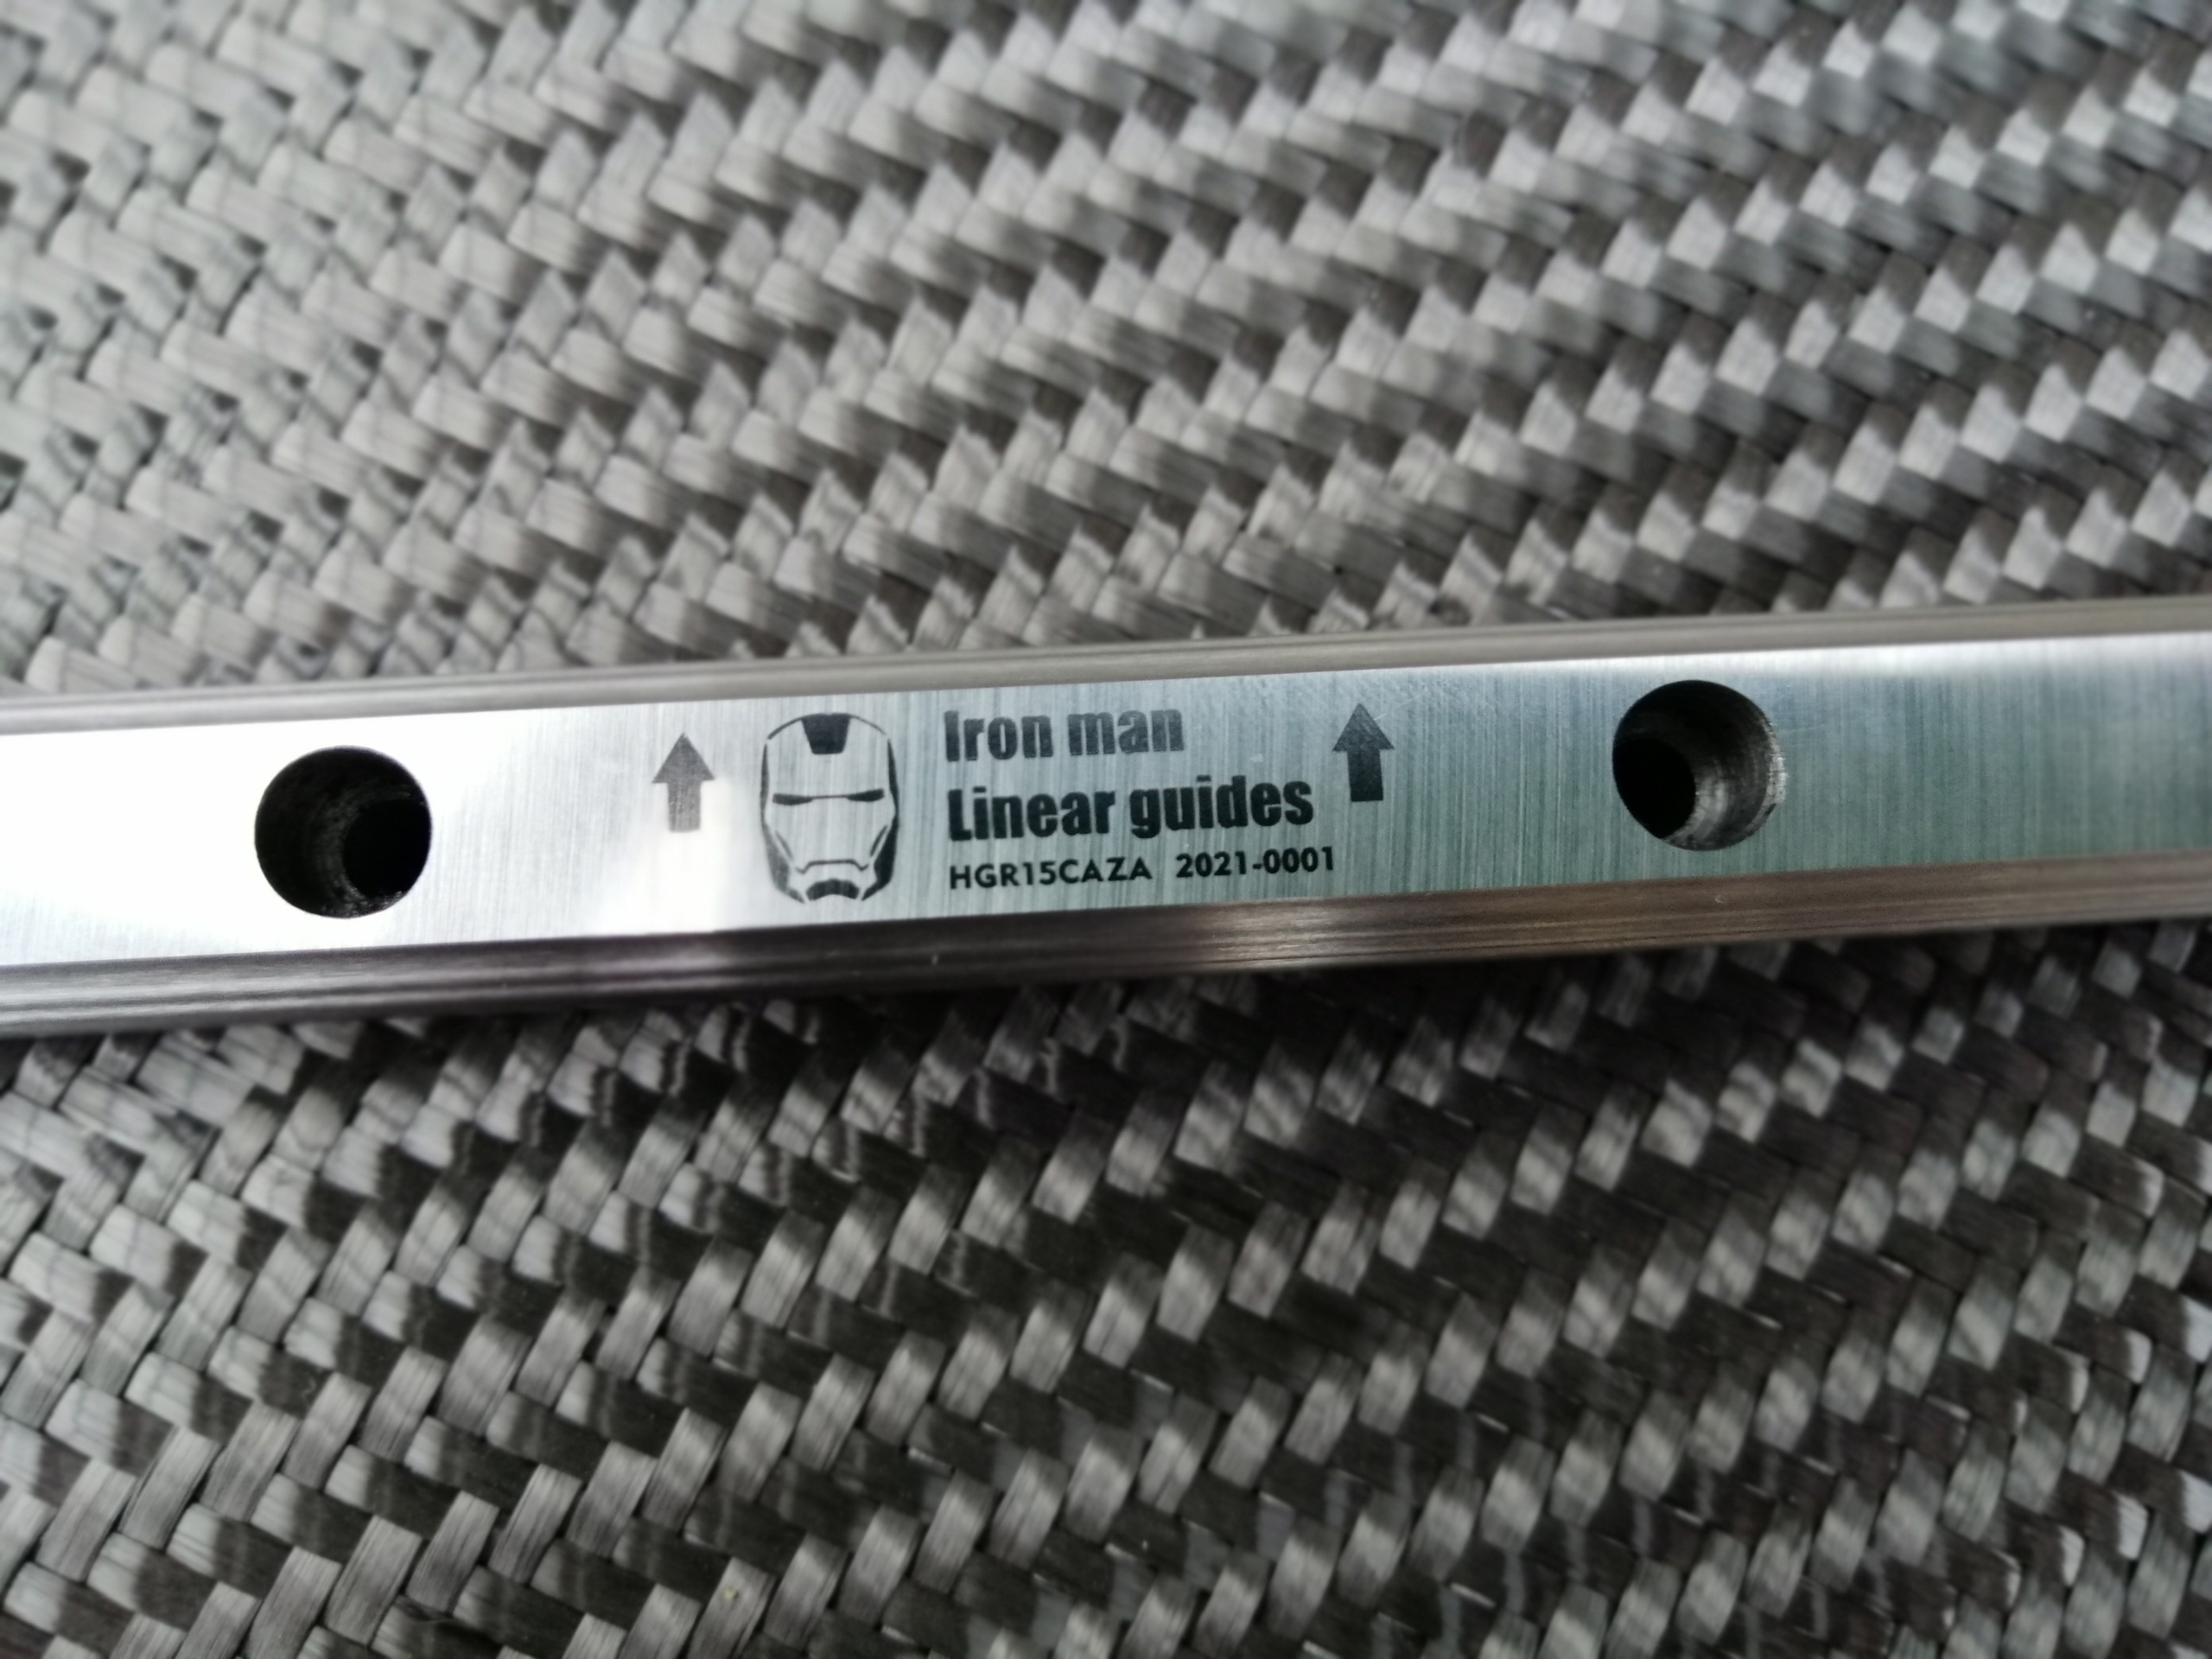 Iron man
Linear guides
HGR15CAZA 2021-0001